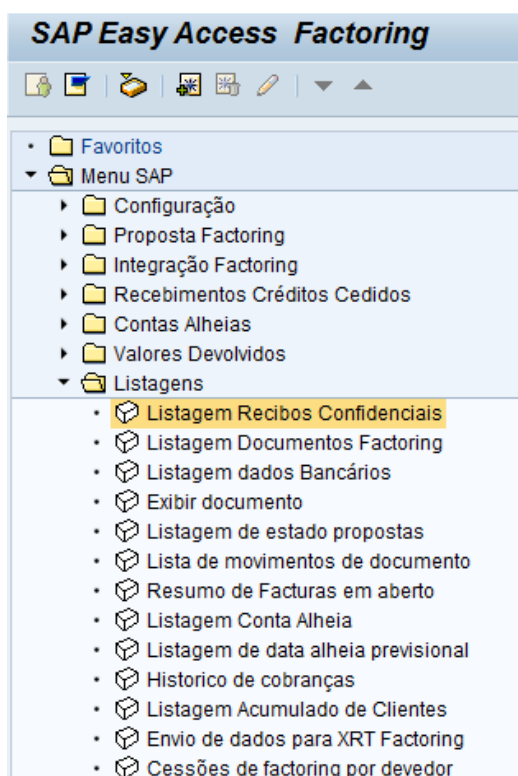 SAP Easy Access Factoring
Favoritos
Menu SAP
Configuração
Proposta Factoring
Integração Factoring
Recebimentos Créditos Cedidos
Contas Alheias
Valores Devolvidos
Listagens
Listagem Recibos Confidenciais
Listagem Documentos Factoring
Listagem dados Bancários
Exibir documento
Listagem de estado propostas
Lista de movimentos de documento
Resumo de Facturas em aberto
Listagem Conta Alheia
Listagem de data alheia previsional
Historico de cobranças
Listagem Acumulado de Clientes
Envio de dados para XRT Factoring
Cessões de factoring por devedor